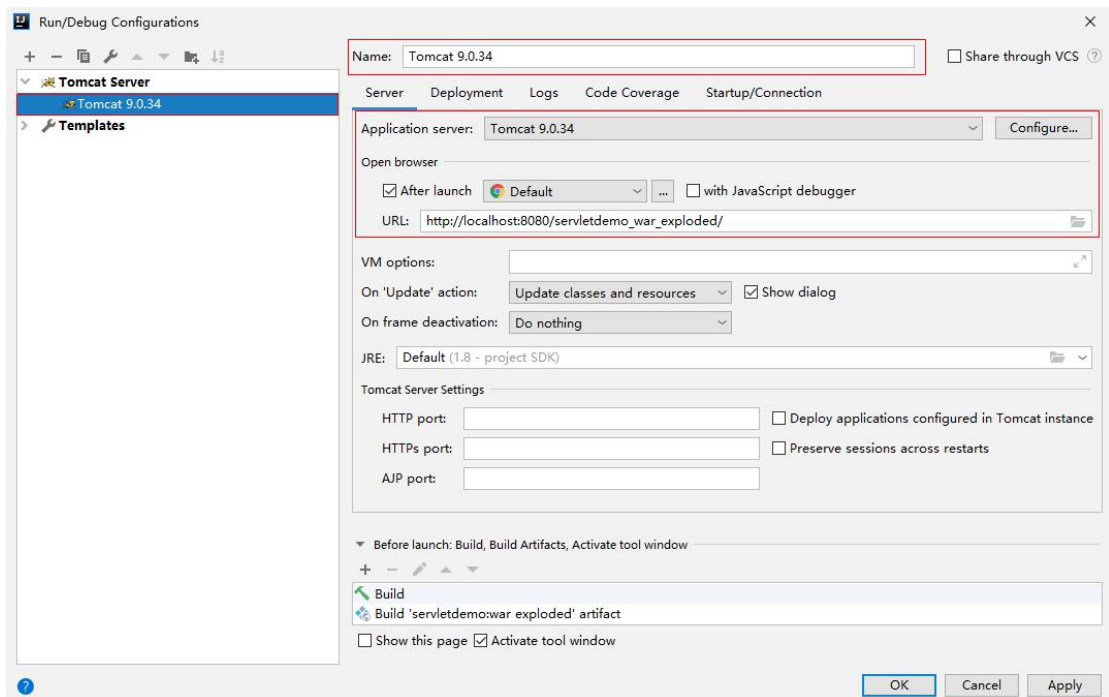 Run/Debug Configurations
Name: Tomcat 9.0.34
Share through VCS
Tomcat Server
Tomcat 9.0.34
Templates
Server Deployment Logs Code Coverage Startup/Connection
Application server: Tomcat 9.0.34 Configure...
Open browser
After launch Default ... with JavaScript debugger
URL: http://localhost:8080/servletdemo_war_exploded/
VM options:
On 'Update' action: Update classes and resources Show dialog
On frame deactivation: Do nothing
JRE: Default (1.8 - project SDK)
Tomcat Server Settings
HTTP port: Deploy applications configured in Tomcat instance
HTTPs port: Preserve sessions across restarts
AJP port:
Before launch: Build, Build Artifacts, Activate tool window
Build
Build 'servletdemo:war exploded' artifact
Show this page Activate tool window
OK Cancel Apply